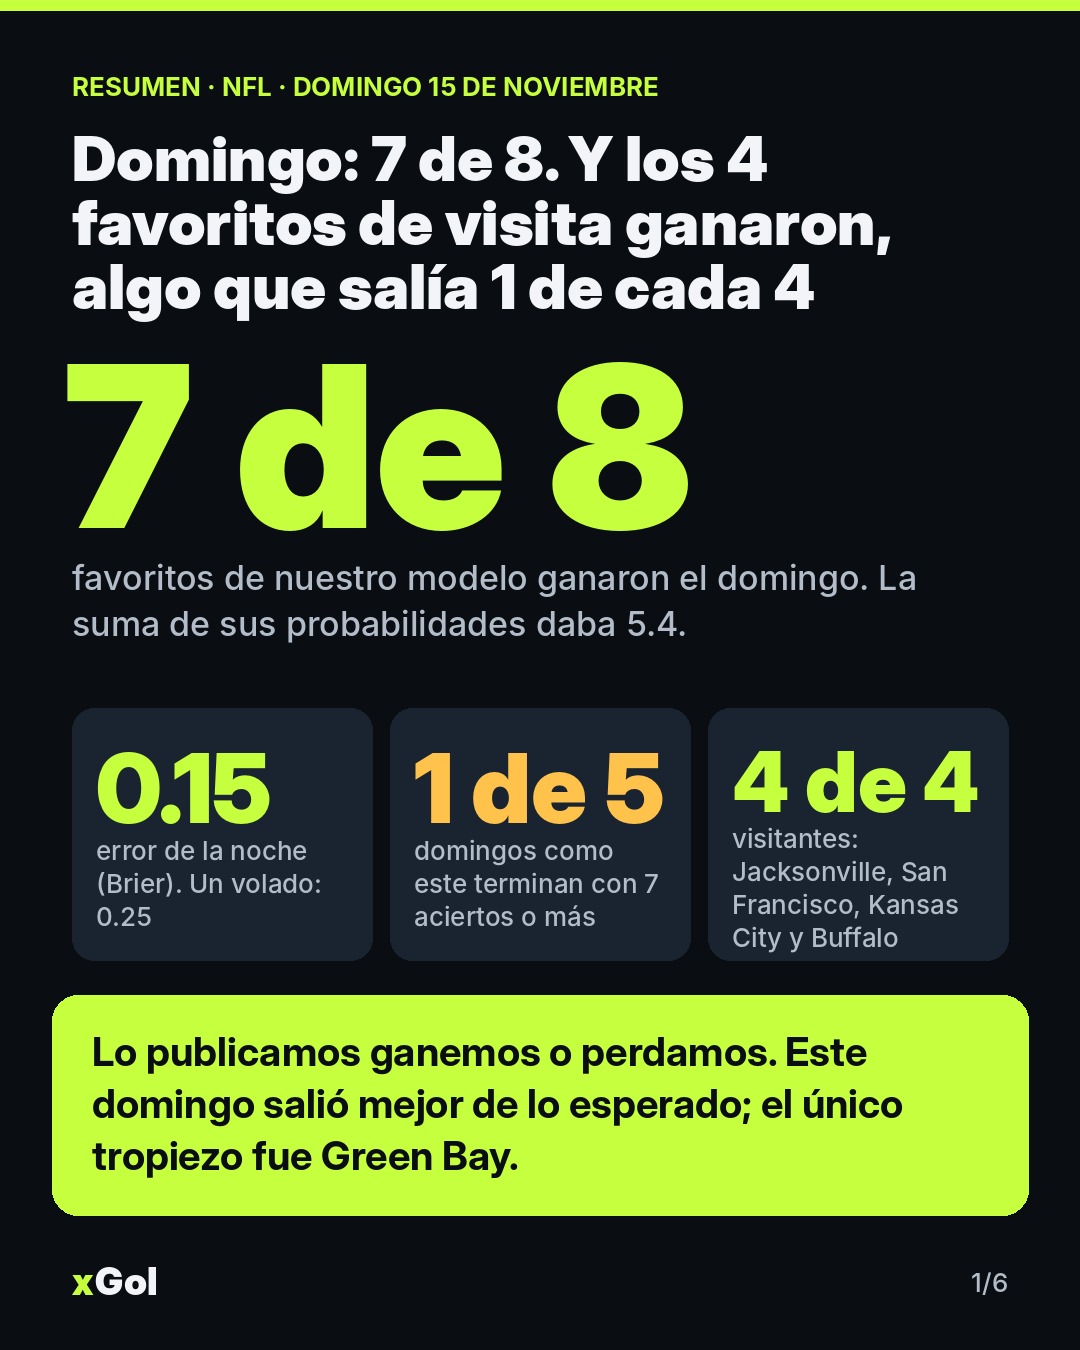 RESUMEN · NFL · DOMINGO 15 DE NOVIEMBRE
Domingo: 7 de 8. Y los 4
favoritos de visita ganaron,
algo que salía 1 de cada 4
7 de 8
favoritos de nuestro modelo ganaron el domingo. La
suma de sus probabilidades daba 5.4.
0.15
error de la noche
(Brier). Un volado:
0.25
1 de 5
domingos como
este terminan con 7
aciertos o más
4 de 4
visitantes:
Jacksonville, San
Francisco, Kansas
City y Buffalo
Lo publicamos ganemos o perdamos. Este
domingo salió mejor de lo esperado; el único
tropiezo fue Green Bay.
xGol
1/6